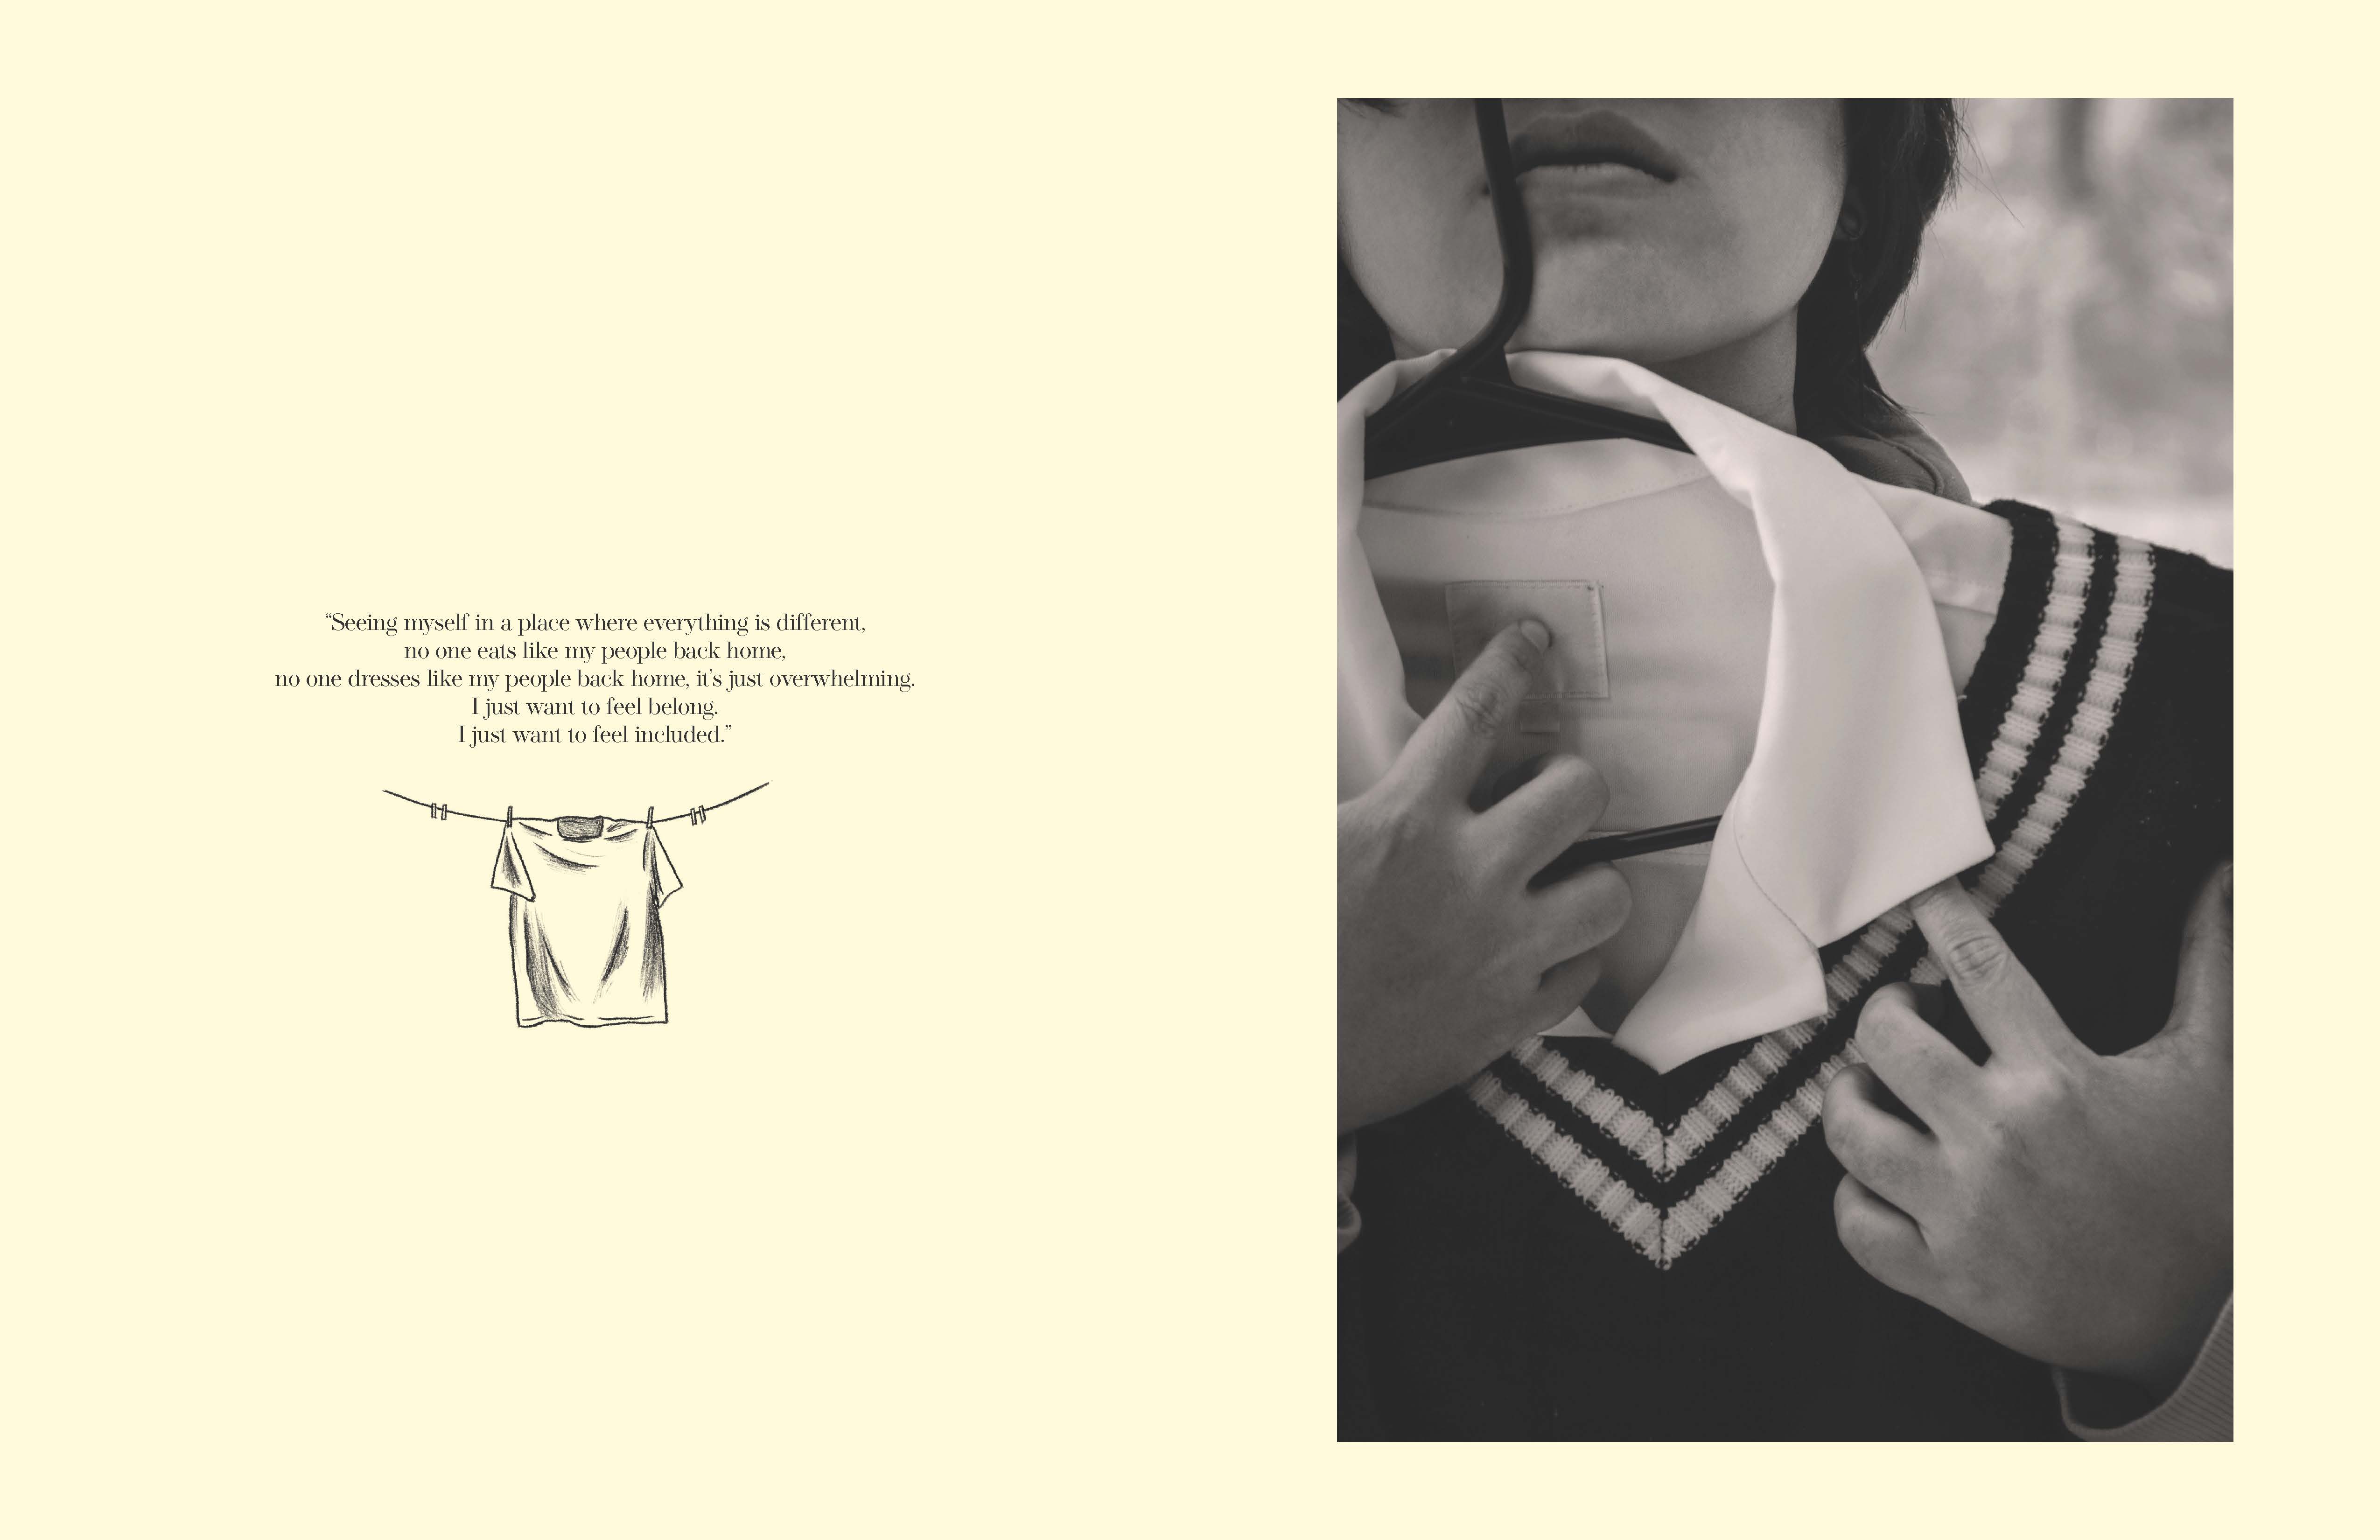 “Seeing myself in a place where everything is different,
no one eats like my people back home,
no one dresses like my people back home, it’s just overwhelming.
I just want to feel belong.
I just want to feel included.”